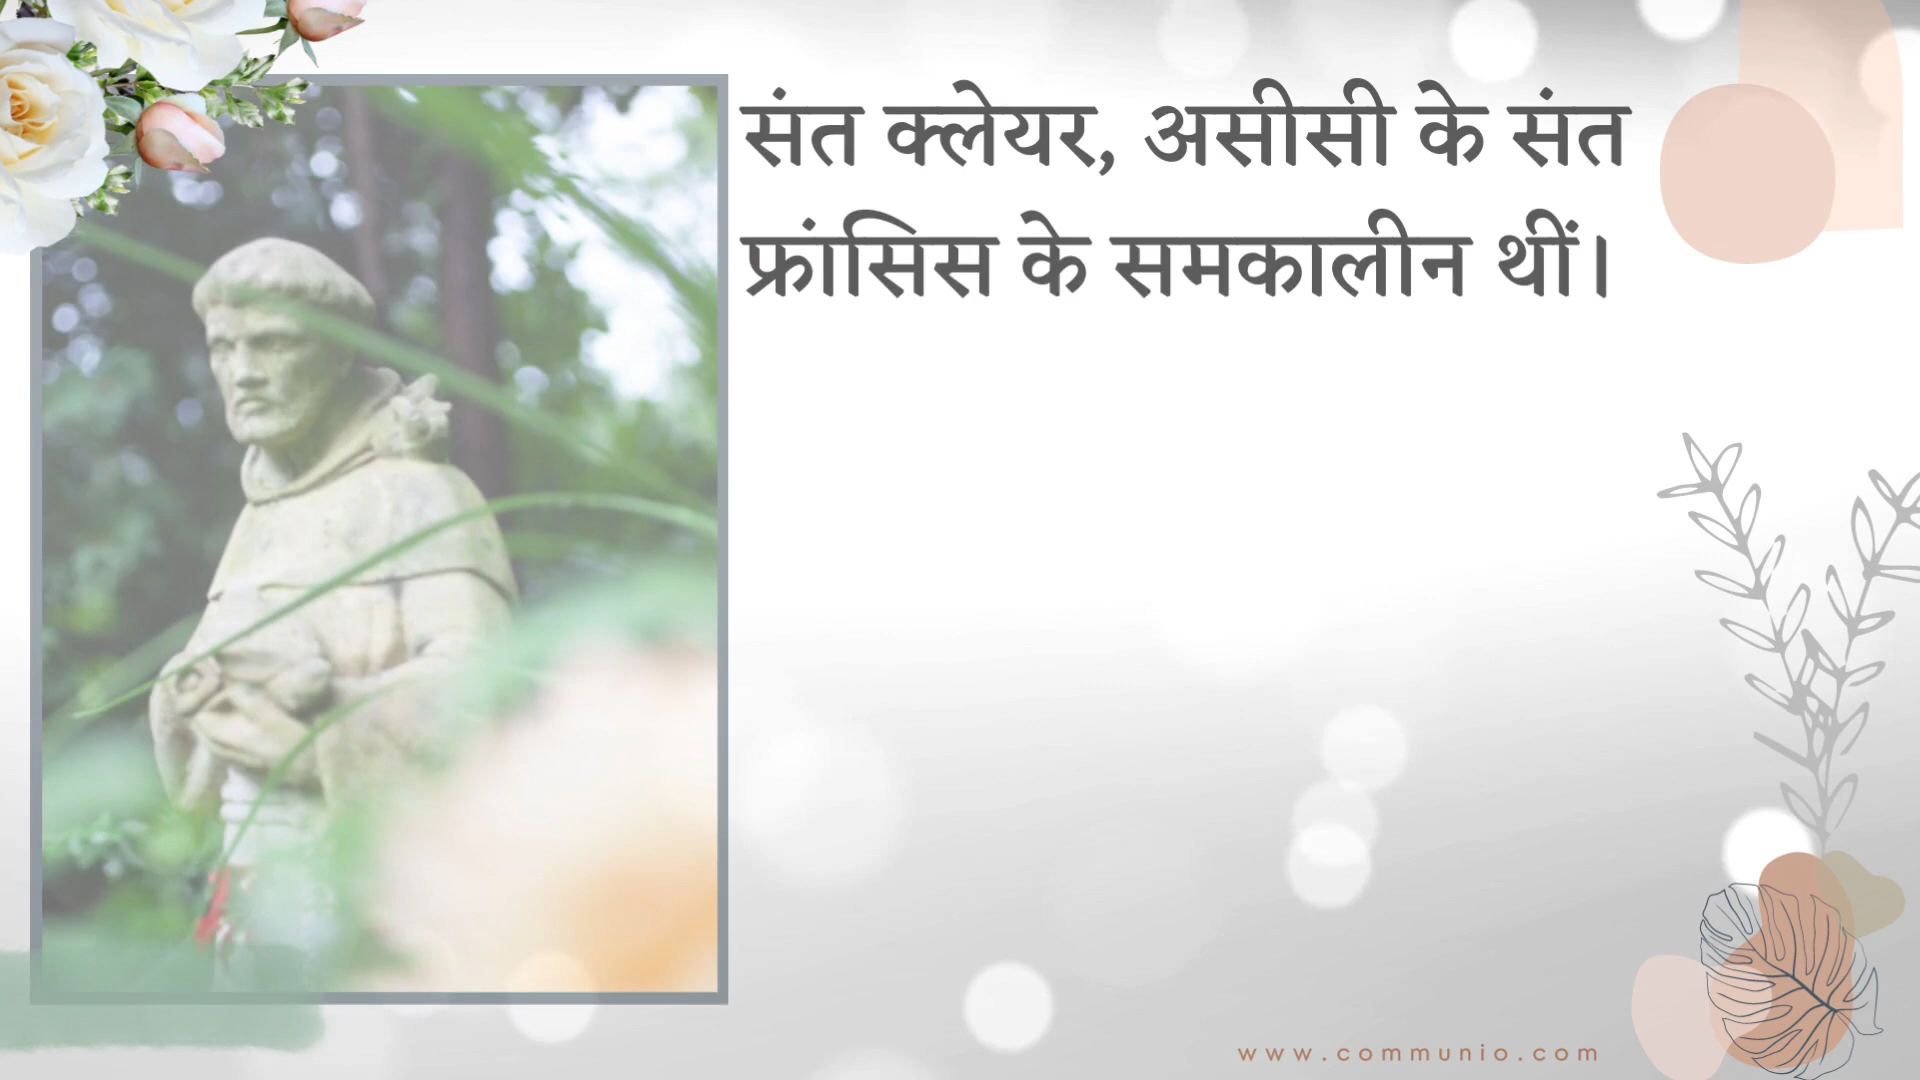 संत क्लेयर, असीसी के संत
फ्रांसिस के समकालीन थीं।
www.communio.com